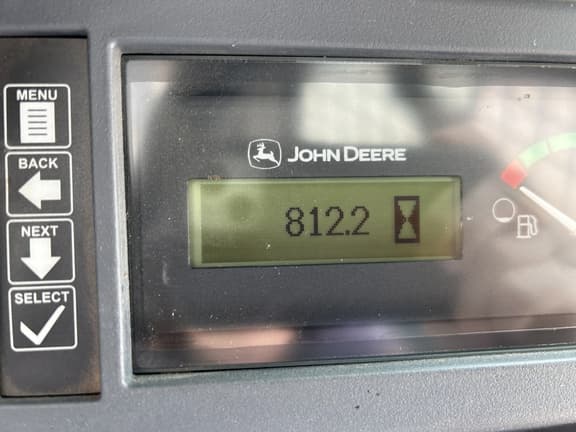 MENU
BACK
NEXT
SELECT
JOHN DEERE
812.2